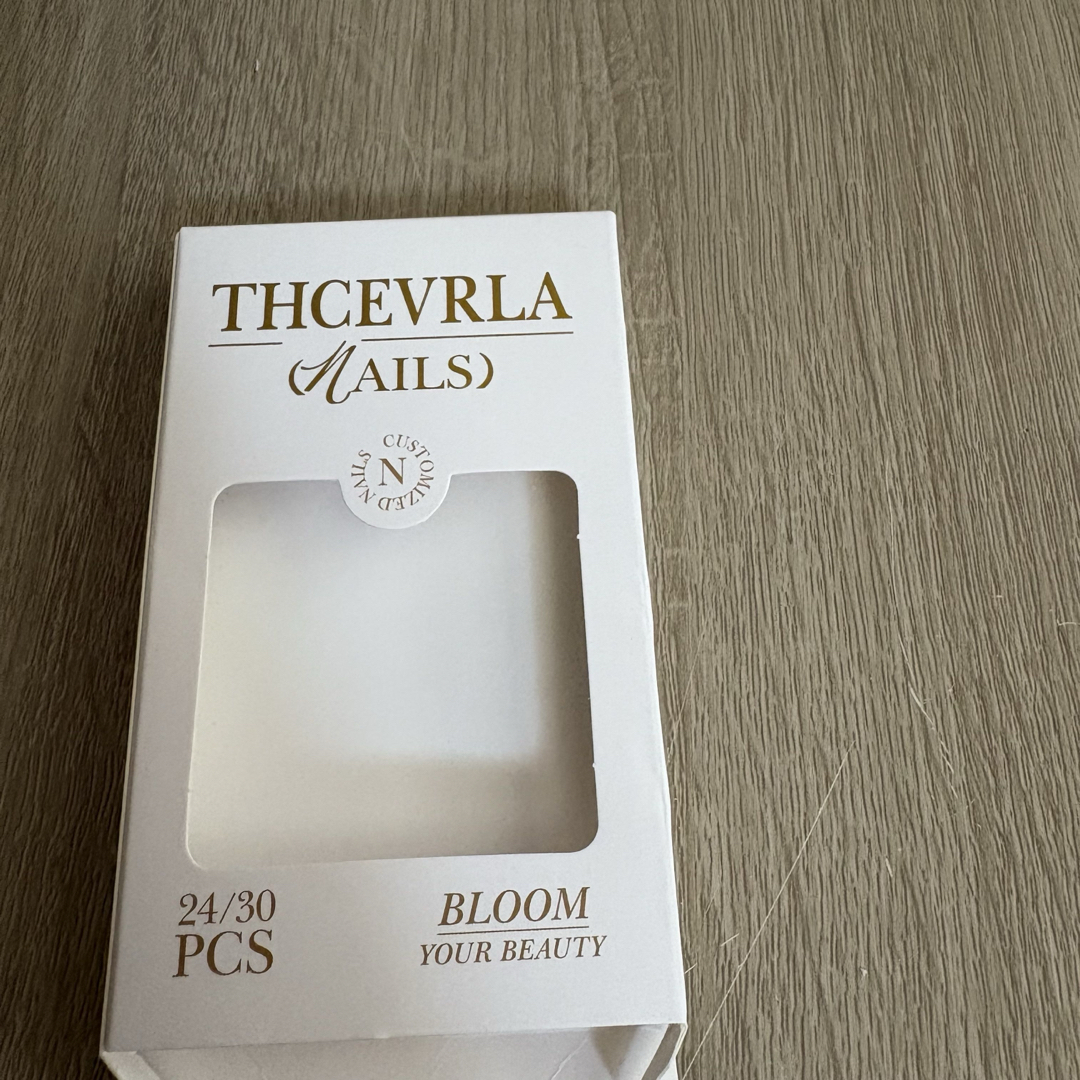 THCEVRLA
(NAILS)
CUSTOMIZED NAILS
N
24/30
PCS
BLOOM
YOUR BEAUTY